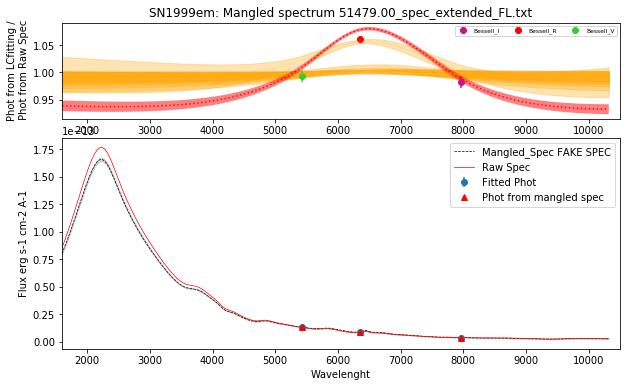 SN1999em: Mangled spectrum 51479.00_spec_extended_FL.txt
Phot from LCfitting /
Phot from Raw Spec
1.05
1.00
0.95
Bessell_I
Bessell_R
Bessell_V
2000 3000 4000 5000 6000 7000 8000 9000 10000
1e−13
Flux erg s-1 cm-2 A-1
1.75
1.50
1.25
1.00
0.75
0.50
0.25
0.00
Mangled_Spec FAKE SPEC
Raw Spec
Fitted Phot
Phot from mangled spec
2000 3000 4000 5000 6000 7000 8000 9000 10000
Wavelenght